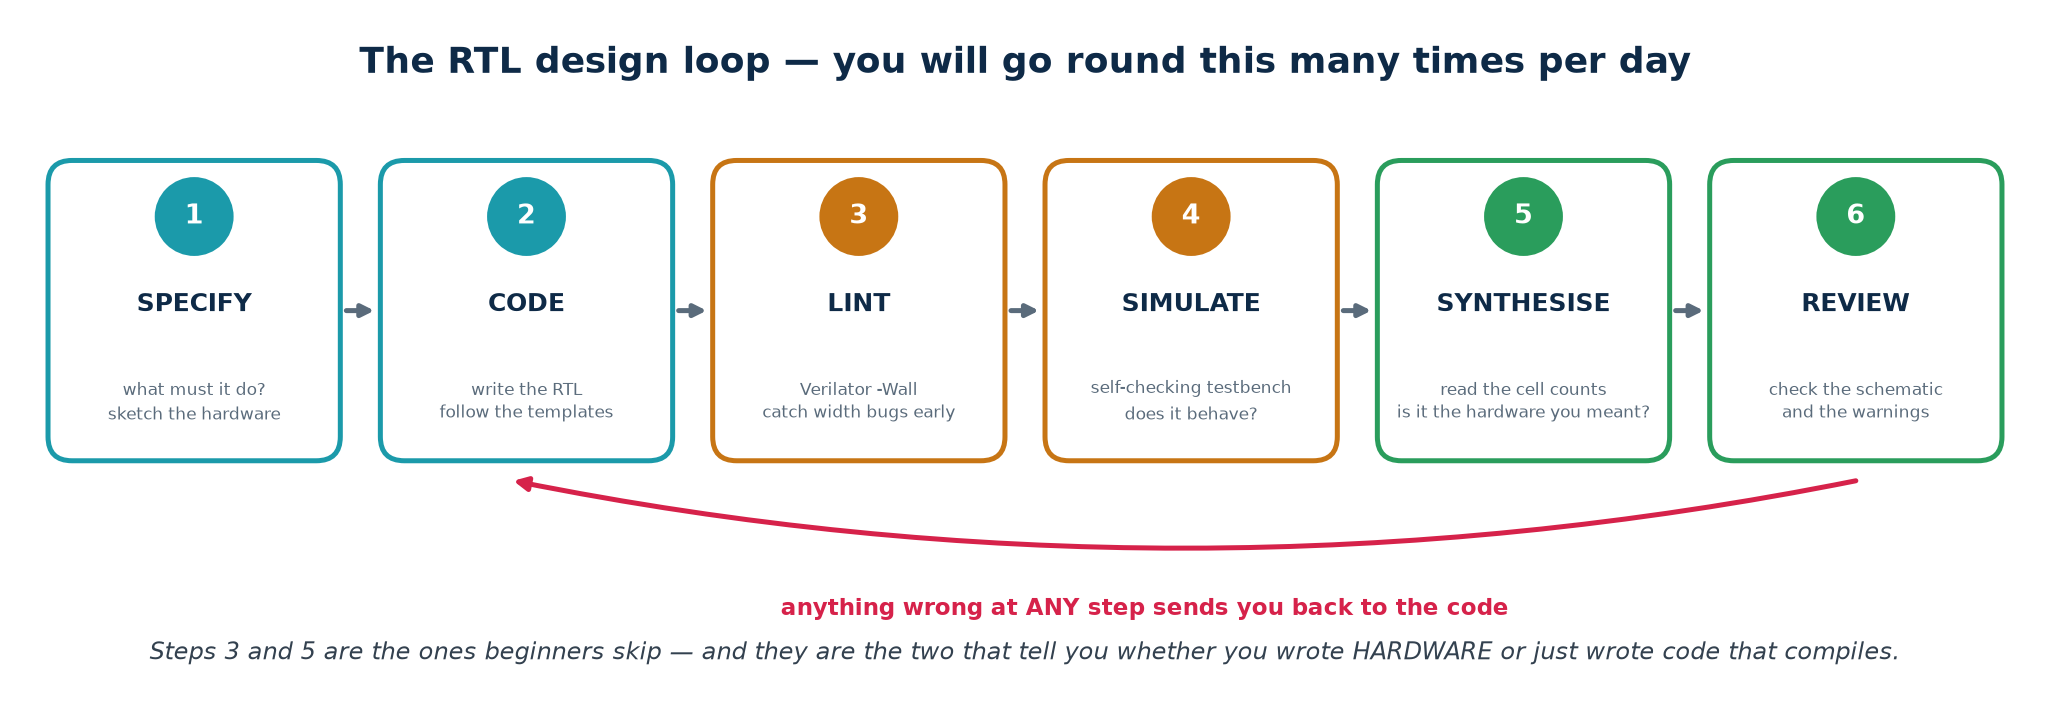 The RTL design loop — you will go round this many times per day
1
SPECIFY
what must it do?
sketch the hardware
2
CODE
write the RTL
follow the templates
3
LINT
Verilator -Wall
catch width bugs early
4
SIMULATE
self-checking testbench
does it behave?
5
SYNTHESISE
read the cell counts
is it the hardware you meant?
6
REVIEW
check the schematic
and the warnings
anything wrong at ANY step sends you back to the code
Steps 3 and 5 are the ones beginners skip — and they are the two that tell you whether you wrote HARDWARE or just wrote code that compiles.